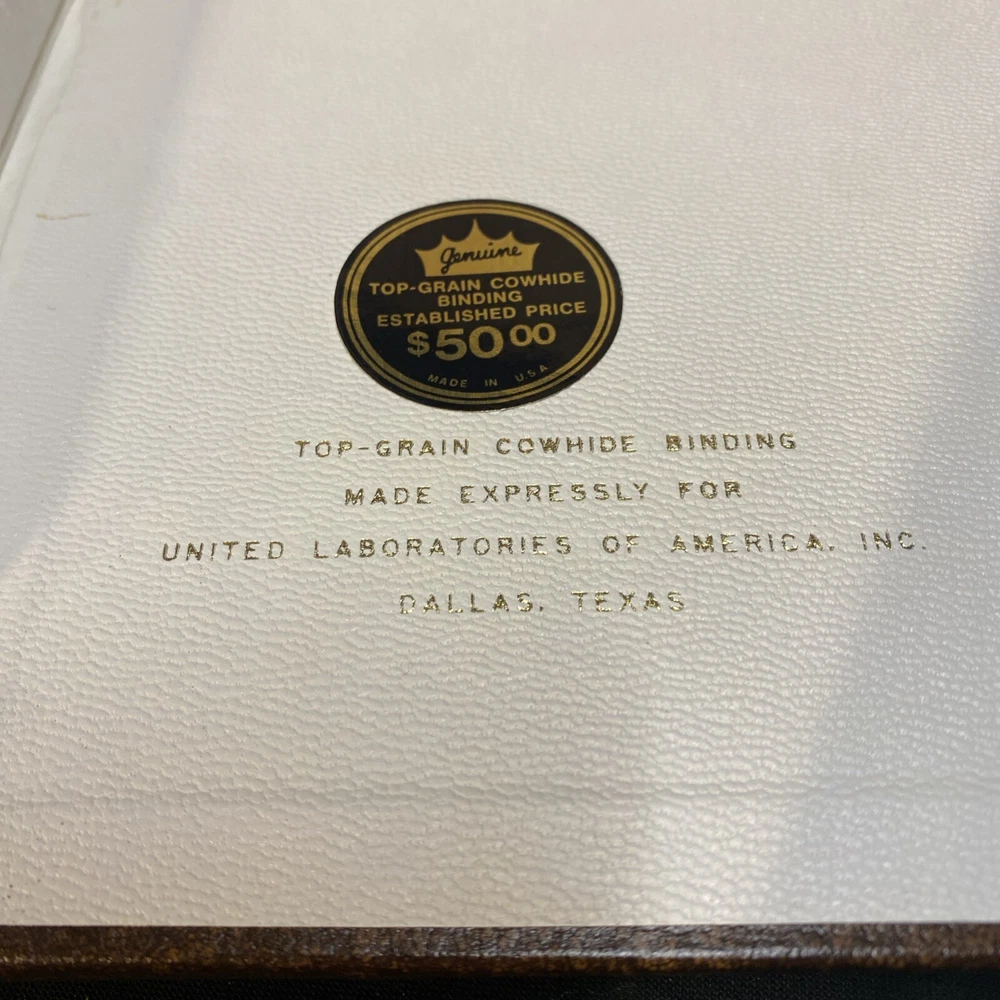 Genuine
TOP-GRAIN COWHIDE
BINDING
ESTABLISHED PRICE
$50 00
MADE IN U.S.A.
TOP-GRAIN COWHIDE BINDING
MADE EXPRESSLY FOR
UNITED LABORATORIES OF AMERICA, INC.
DALLAS, TEXAS